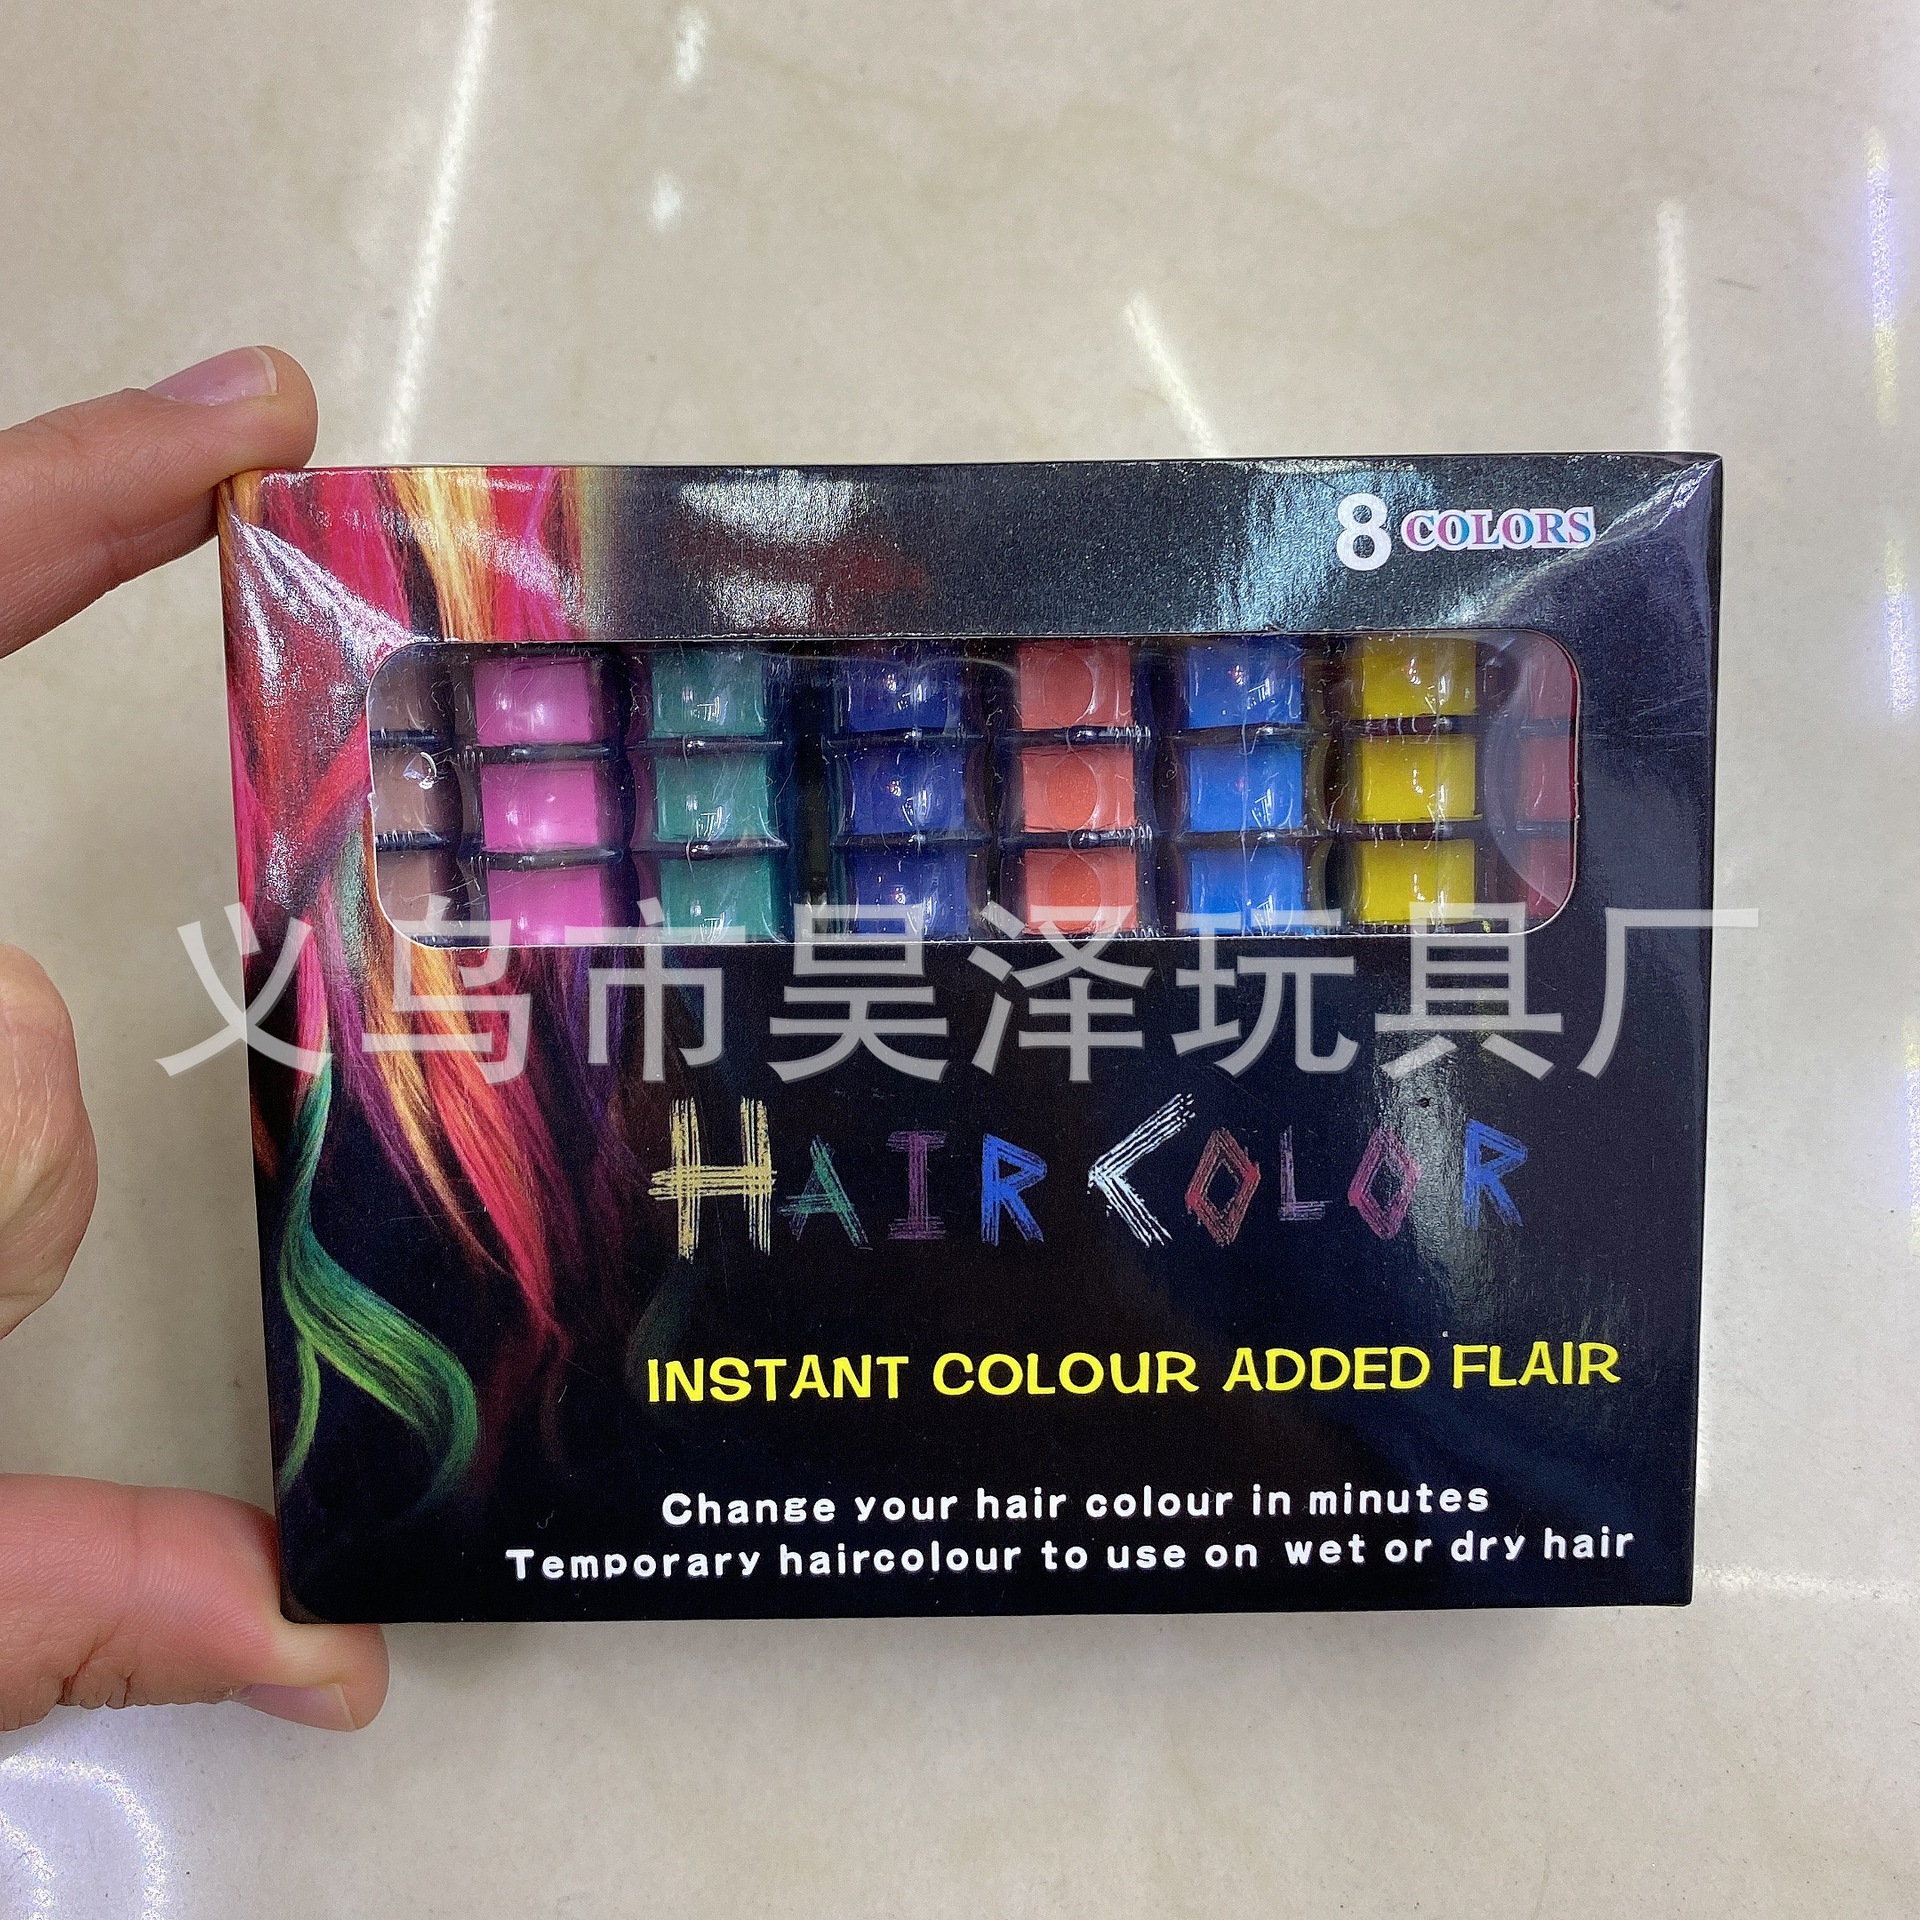 8 COLORS
义乌市昊泽玩具厂
HAIR COLOR
INSTANT COLOUR ADDED FLAIR
Change your hair colour in minutes
Temporary haircolour to use on wet or dry hair